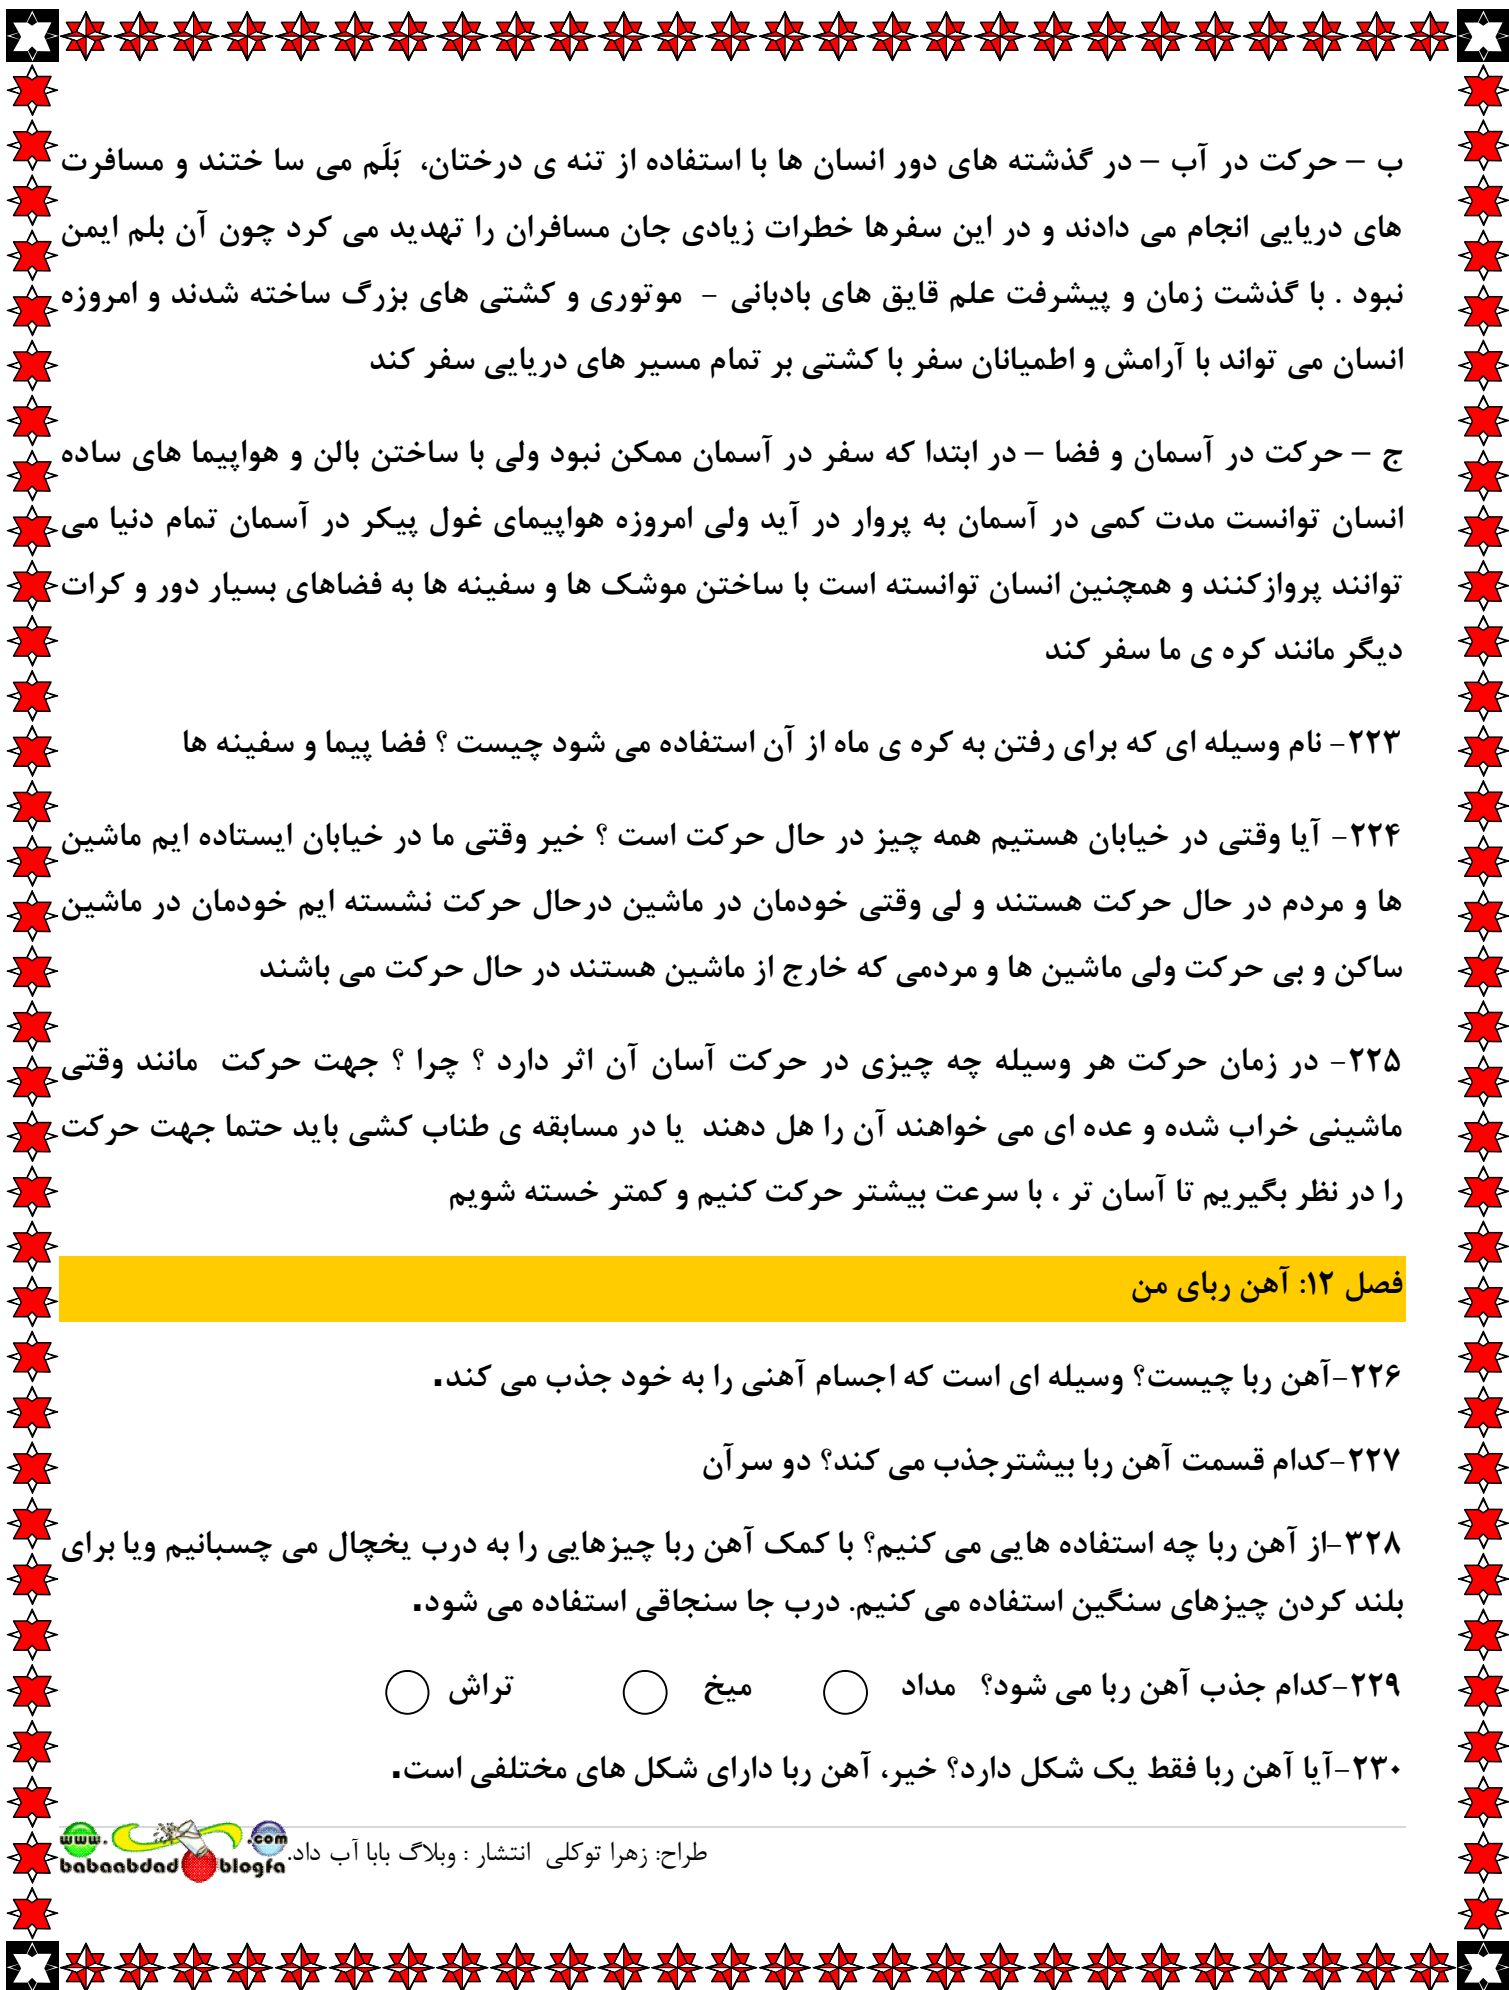 ب – حرکت در آب – در گذشته های دور انسان ها با استفاده از تنه ی درختان، بَلَم می سا ختند و مسافرت
های دریایی انجام می دادند و در این سفرها خطرات زیادی جان مسافران را تهدید می کرد چون آن بلم ایمن
نبود . با گذشت زمان و پیشرفت علم قایق های بادبانی - موتوری و کشتی های بزرگ ساخته شدند و امروزه
انسان می تواند با آرامش و اطمیانان سفر با کشتی بر تمام مسیر های دریایی سفر کند
ج – حرکت در آسمان و فضا – در ابتدا که سفر در آسمان ممکن نبود ولی با ساختن بالن و هواپیما های ساده
انسان توانست مدت کمی در آسمان به پروار در آید ولی امروزه هواپیمای غول پیکر در آسمان تمام دنیا می
توانند پروازکنند و همچنین انسان توانسته است با ساختن موشک ها و سفینه ها به فضاهای بسیار دور و کرات
دیگر مانند کره ی ما سفر کند
۲۲۳- نام وسیله ای که برای رفتن به کره ی ماه از آن استفاده می شود چیست ؟ فضا پیما و سفینه ها
۲۲۴- آیا وقتی در خیابان هستیم همه چیز در حال حرکت است ؟ خیر وقتی ما در خیابان ایستاده ایم ماشین
ها و مردم در حال حرکت هستند و لی وقتی خودمان در ماشین درحال حرکت نشسته ایم خودمان در ماشین
ساکن و بی حرکت ولی ماشین ها و مردمی که خارج از ماشین هستند در حال حرکت می باشند
۲۲۵- در زمان حرکت هر وسیله چه چیزی در حرکت آسان آن اثر دارد ؟ چرا ؟ جهت حرکت مانند وقتی
ماشینی خراب شده و عده ای می خواهند آن را هل دهند یا در مسابقه ی طناب کشی باید حتما جهت حرکت
را در نظر بگیریم تا آسان تر ، با سرعت بیشتر حرکت کنیم و کمتر خسته شویم
فصل ۱۲: آهن ربای من
۲۲۶-آهن ربا چیست؟ وسیله ای است که اجسام آهنی را به خود جذب می کند.
۲۲۷-کدام قسمت آهن ربا بیشترجذب می کند؟ دو سرآن
۳۲۸-از آهن ربا چه استفاده هایی می کنیم؟ با کمک آهن ربا چیزهایی را به درب یخچال می چسبانیم ویا برای
بلند کردن چیزهای سنگین استفاده می کنیم. درب جا سنجاقی استفاده می شود.
۲۲۹-کدام جذب آهن ربا می شود؟ مداد میخ تراش
۲۳۰-آیا آهن ربا فقط یک شکل دارد؟ خیر، آهن ربا دارای شکل های مختلفی است.
طراح: زهرا توکلی انتشار : وبلاگ بابا آب داد.
www. .com
babaabdad blogfa